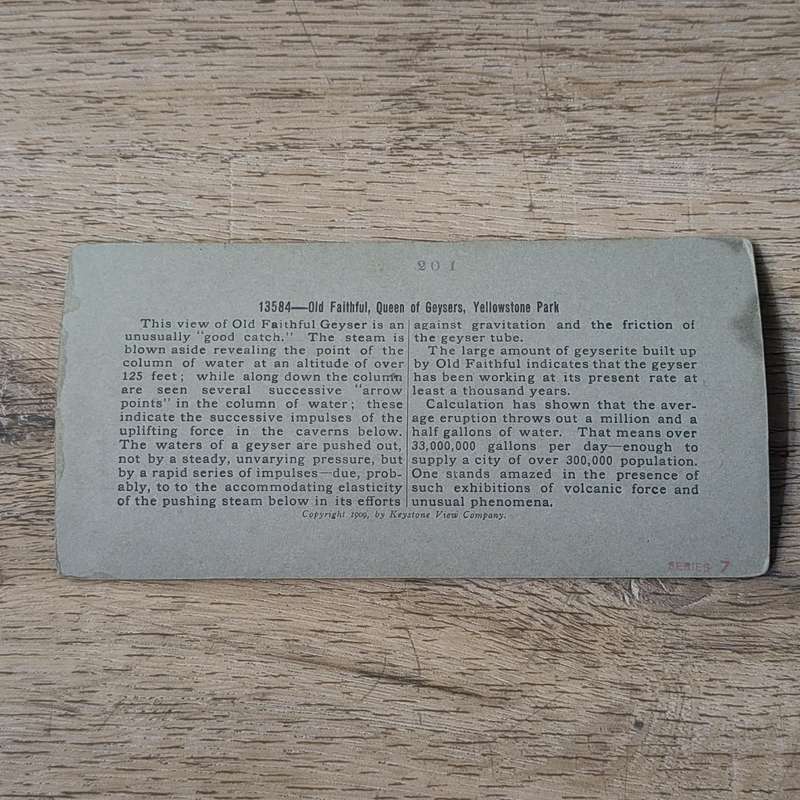 201
13584—Old Faithful, Queen of Geysers, Yellowstone Park
This view of Old Faithful Geyser is an
unusually "good catch." The steam is
blown aside revealing the point of the
column of water at an altitude of over
125 feet; while along down the column
are seen several successive "arrow
points" in the column of water; these
indicate the successive impulses of the
uplifting force in the caverns below.
The waters of a geyser are pushed out,
not by a steady, unvarying pressure, but
by a rapid series of impulses—due, prob-
ably, to to the accommodating elasticity
of the pushing steam below in its efforts
against gravitation and the friction of
the geyser tube.
The large amount of geyserite built up
by Old Faithful indicates that the geyser
has been working at its present rate at
least a thousand years.
Calculation has shown that the aver-
age eruption throws out a million and a
half gallons of water. That means over
33,000,000 gallons per day—enough to
supply a city of over 300,000 population.
One stands amazed in the presence of
such exhibitions of volcanic force and
unusual phenomena.
Copyright 1909, by Keystone View Company.
SERIES 7